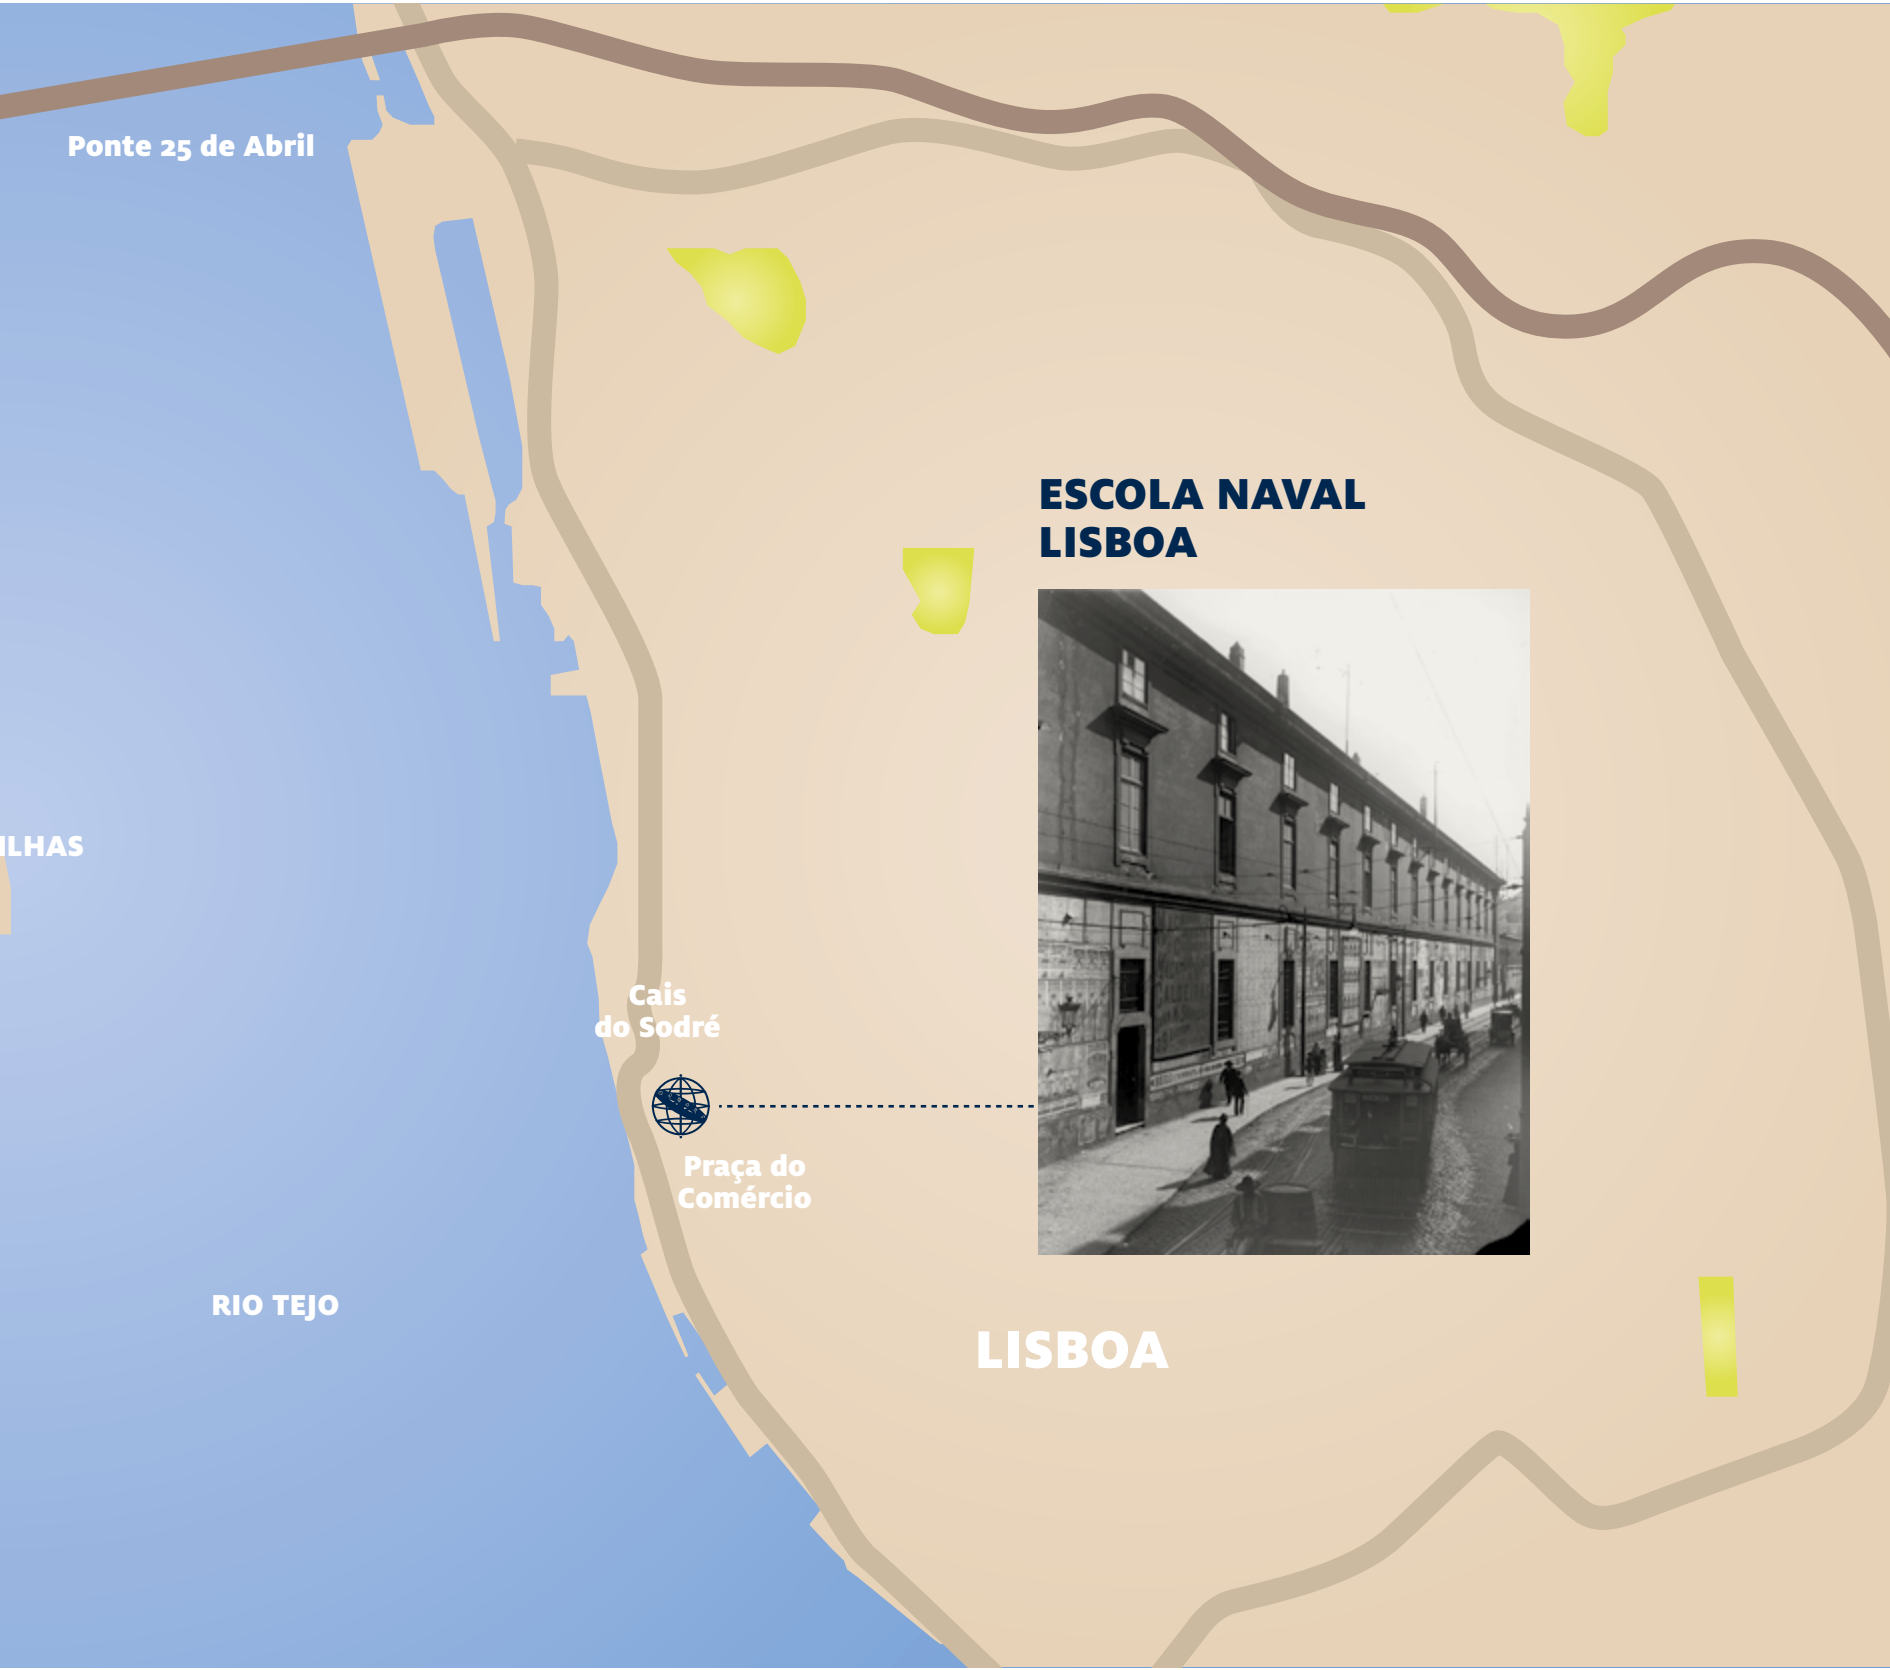 Ponte 25 de Abril
ESCOLA NAVAL
LISBOA
ILHAS
Cais
do Sodré
Praça do
Comércio
RIO TEJO
LISBOA